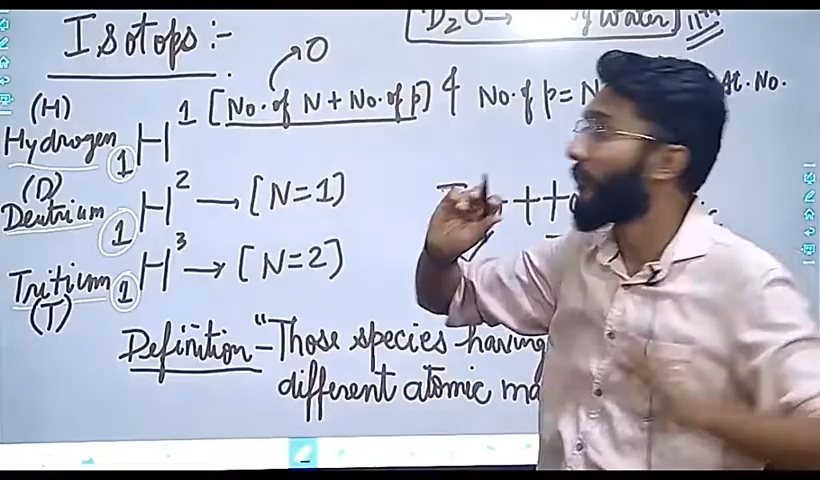 [D₂O → Water]
Isotops:-
O
(H)
Hydrogen ₁H¹ [No. of N + No. of p] & No. of p = N At. No.
(D)
Deutrium ₁H² → [N=1]
Tritium ₁H³ → [N=2]
(T)
Definition - "Those species having
different atomic ma